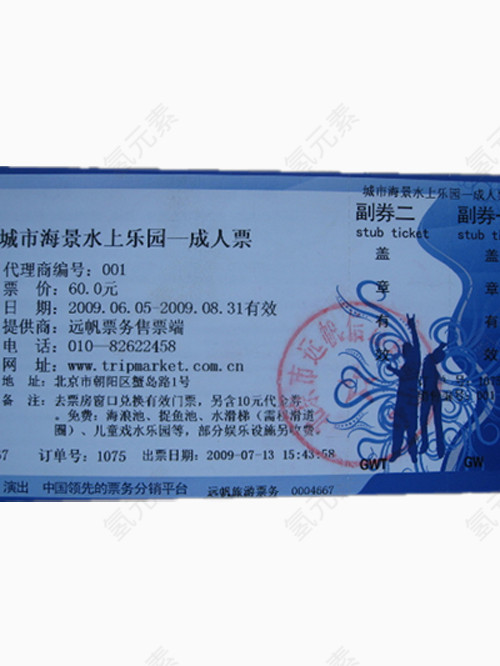 城市海景水上乐园—成人票
代理商编号：001
票 价：60.0元
日 期：2009.06.05-2009.08.31有效
提供商：远帆票务售票端
电 话：010—82622458
网 址：www.tripmarket.com.cn
地 址：北京市朝阳区蟹岛路1号
备 注：去票房窗口兑换有效门票，另含10元代金券
。免费：海浪池、捉鱼池、水滑梯（需租滑道
圈）、儿童戏水乐园等，部分娱乐设施另收费.
67 订单号：1075 出票日期：2009-07-13 15:43:58
演出 中国领先的票务分销平台 远帆旅游票务 0004667
城市海景水上乐园—成人票
副券二
stub ticket
盖章有效
GWT
副券
stub t
盖章有效
GW
氢元素